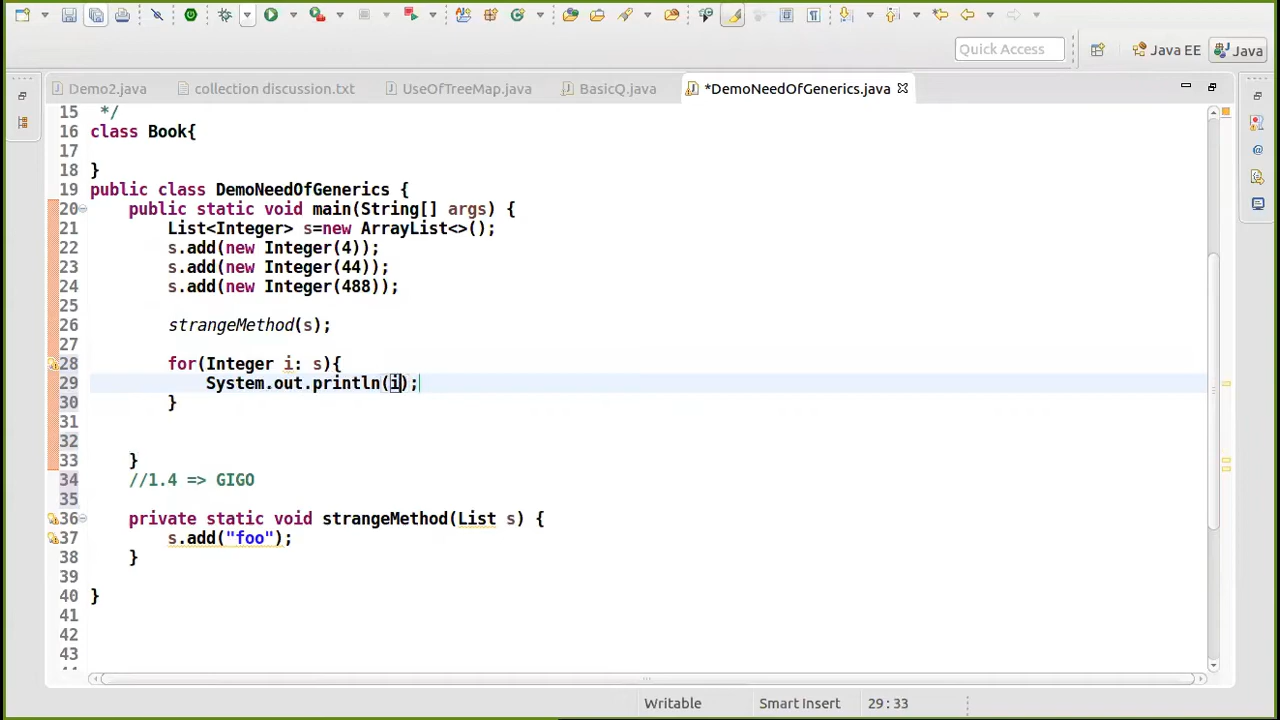 Quick Access
Java EE
Java
Demo2.java
collection discussion.txt
UseOfTreeMap.java
BasicQ.java
*DemoNeedOfGenerics.java
15 */
16 class Book{
17
18 }
19 public class DemoNeedOfGenerics {
20 public static void main(String[] args) {
21 List<Integer> s=new ArrayList<>();
22 s.add(new Integer(4));
23 s.add(new Integer(44));
24 s.add(new Integer(488));
25
26 strangeMethod(s);
27
28 for(Integer i: s){
29 System.out.println(i);
30 }
31
32
33 }
34 //1.4 => GIGO
35
36 private static void strangeMethod(List s) {
37 s.add("foo");
38 }
39
40 }
41
42
43
Writable
Smart Insert
29 : 33